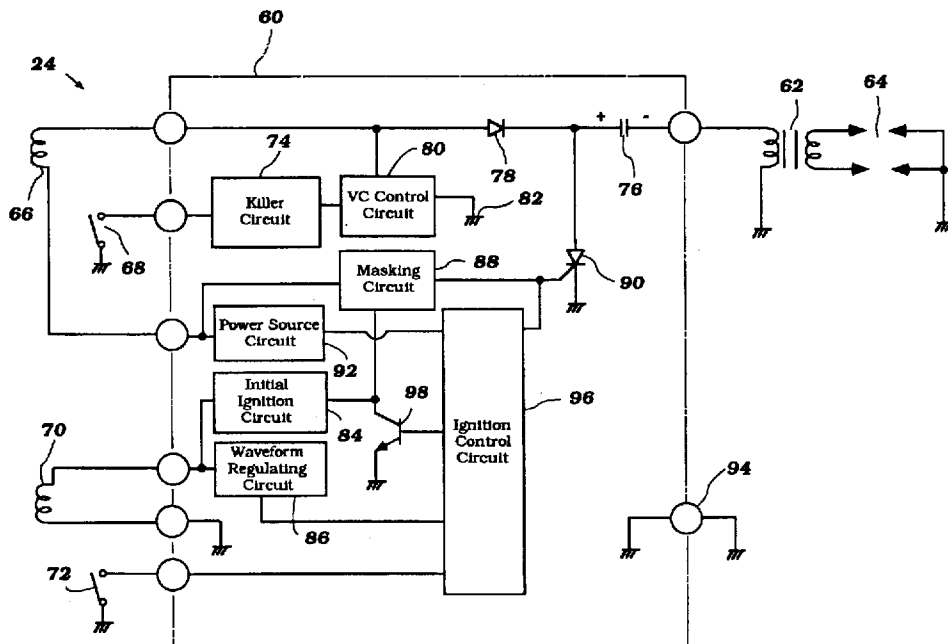 60
24
62
64
+
-
74
80
78
76
66
Killer
Circuit
VC Control
Circuit
82
68
88
90
Masking
Circuit
Power Source
Circuit
92
Initial
Ignition
Circuit
98
96
84
Ignition
Control
Circuit
70
Waveform
Regulating
Circuit
86
94
72